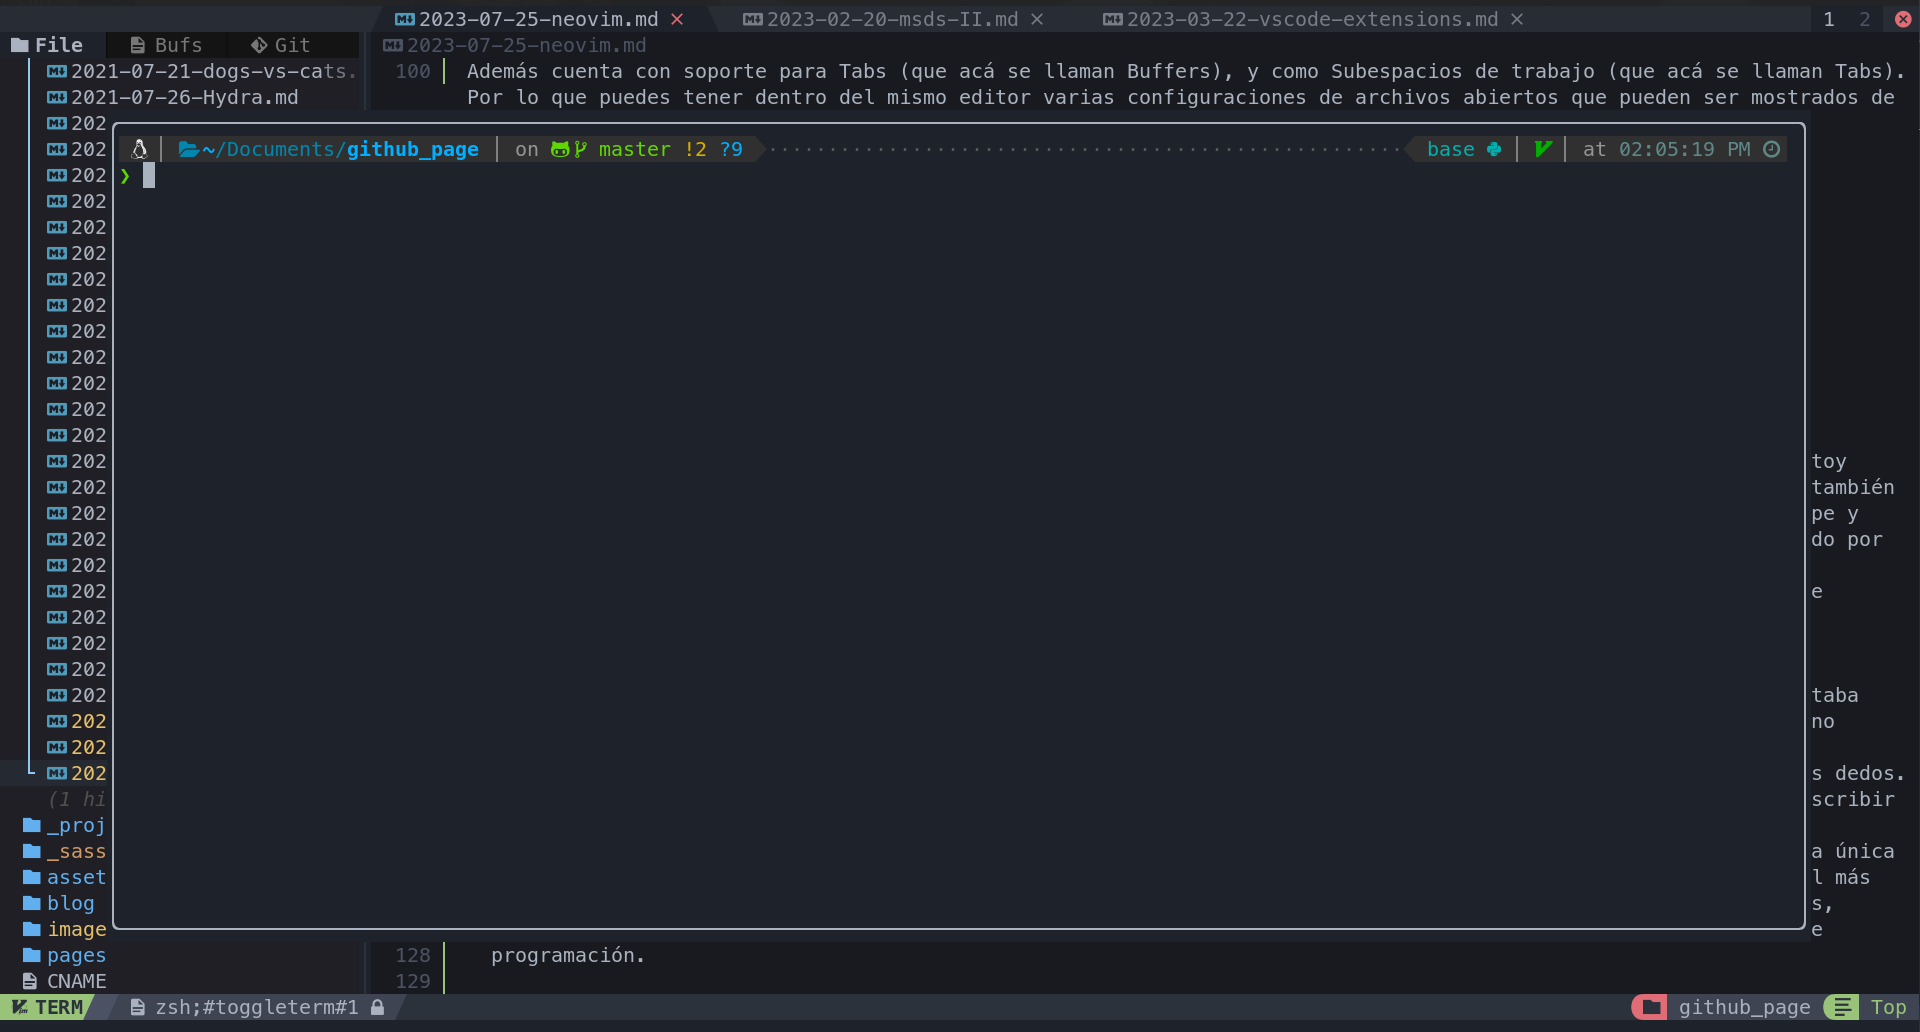 2023-07-25-neovim.md 2023-02-20-msds-II.md 2023-03-22-vscode-extensions.md 1 2
File Bufs Git 2023-07-25-neovim.md
2021-07-21-dogs-vs-cats. 100 Además cuenta con soporte para Tabs (que acá se llaman Buffers), y como Subespacios de trabajo (que acá se llaman Tabs).
2021-07-26-Hydra.md Por lo que puedes tener dentro del mismo editor varias configuraciones de archivos abiertos que pueden ser mostrados de
202
202 ~/Documents/github_page on master !2 ?9 base at 02:05:19 PM
202 ❯
202
202
202
202
202
202
202
202
202
202
202 toy
202 también
202 pe y
202 do por
202
202 e
202
202
202
202 taba
202 no
202
202 s dedos.
(1 hi scribir
_proj
_sass a única
asset l más
blog s,
image e
pages 128 programación.
CNAME 129
TERM zsh;#toggleterm#1 github_page Top